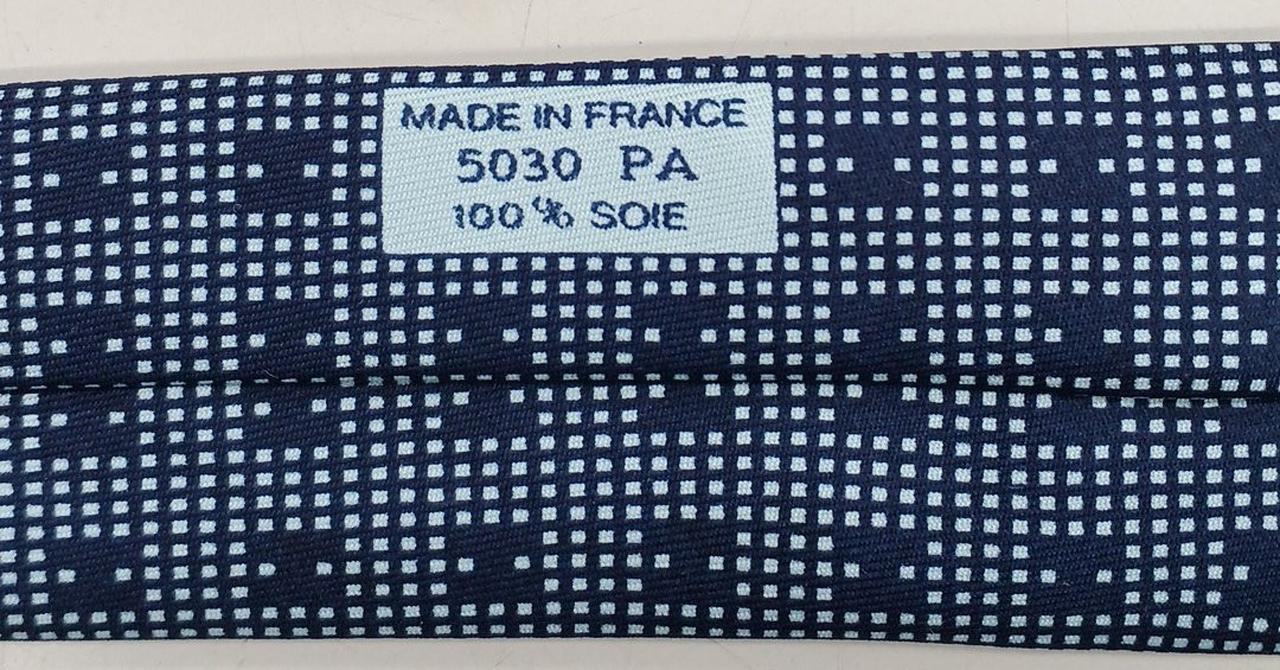 MADE IN FRANCE
5030 PA
100% SOIE